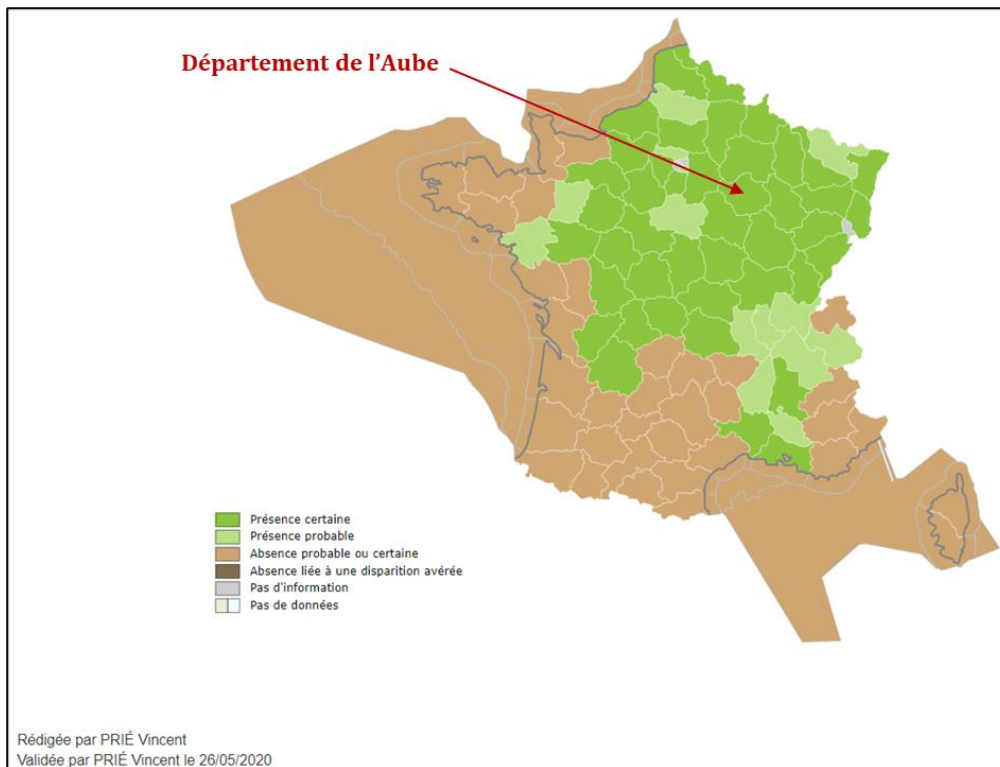 Département de l’Aube
Présence certaine
Présence probable
Absence probable ou certaine
Absence liée à une disparition avérée
Pas d'information
Pas de données
Rédigée par PRIÉ Vincent
Validée par PRIÉ Vincent le 26/05/2020